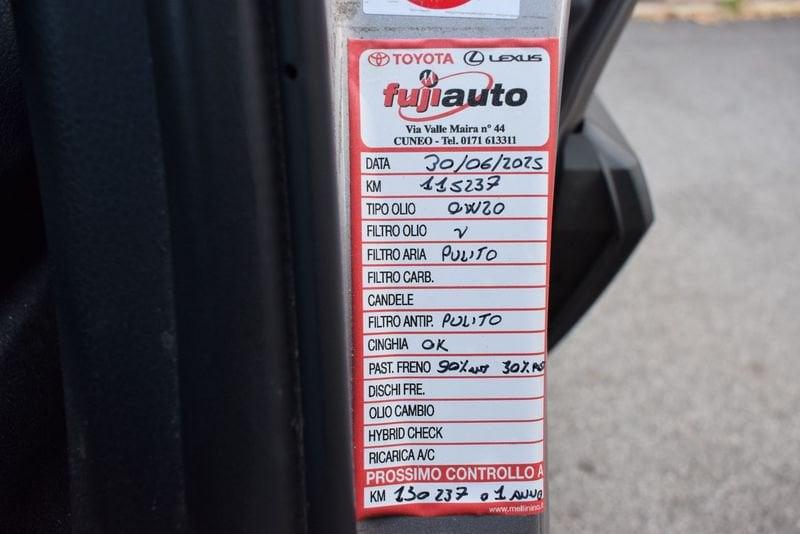 TOYOTA LEXUS
fujiauto
Via Valle Maira n° 44
CUNEO - Tel. 0171 613311
DATA 30/06/2025
KM 115237
TIPO OLIO 0W20
FILTRO OLIO V
FILTRO ARIA PULITO
FILTRO CARB.
CANDELE
FILTRO ANTIP. PULITO
CINGHIA OK
PAST. FRENO 90% ANT 30% POS
DISCHI FRE.
OLIO CAMBIO
HYBRID CHECK
RICARICA A/C
PROSSIMO CONTROLLO A
KM 130237 o 1 ANNO
www.mellinino.i